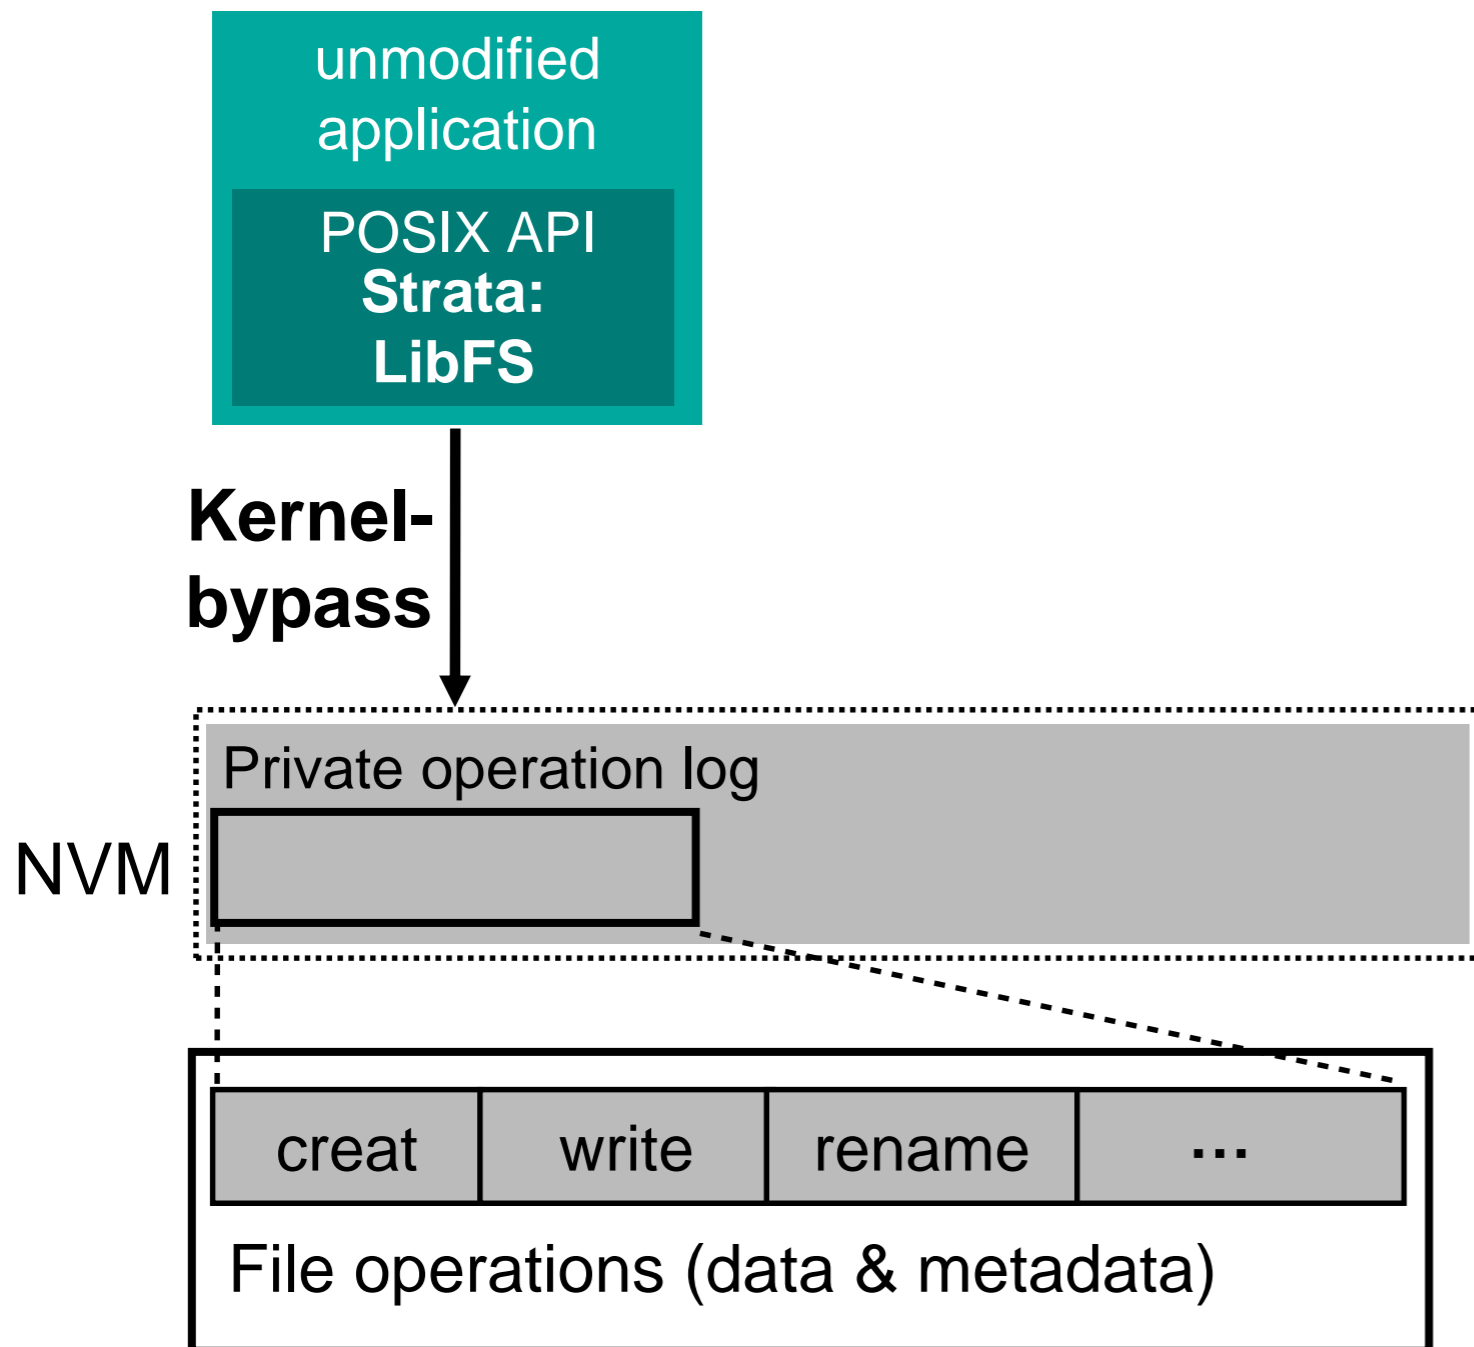 unmodified
application
POSIX API
Strata:
LibFS
Kernel-
bypass
Private operation log
NVM
creat write rename ...
File operations (data & metadata)